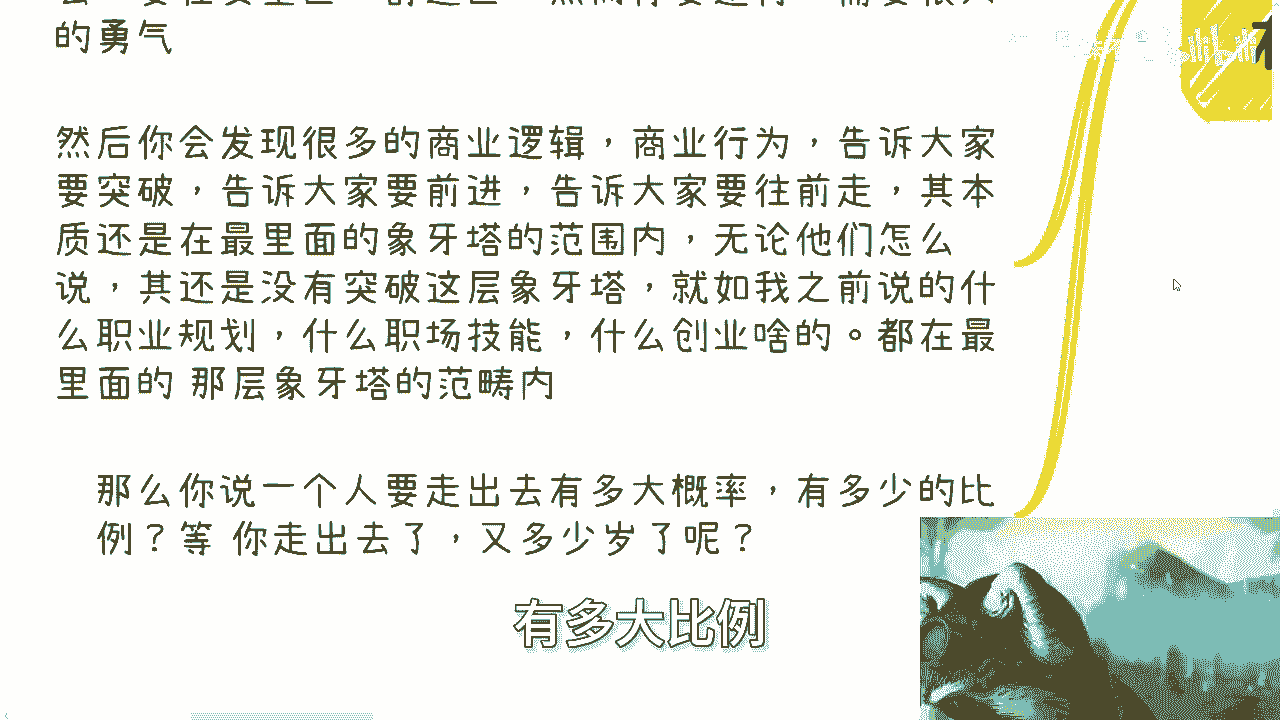 的勇气
然后你会发现很多的商业逻辑，商业行为，告诉大家
要突破，告诉大家要前进，告诉大家要往前走，其本
质还是在最里面的象牙塔的范围内，无论他们怎么
说，其还是没有突破这层象牙塔，就如我之前说的什
么职业规划，什么职场技能，什么创业啥的。都在最
里面的 那层象牙塔的范畴内
那么你说一个人要走出去有多大概率，有多少的比
例？等 你走出去了，又多少岁了呢？
有多大比例
bilibili